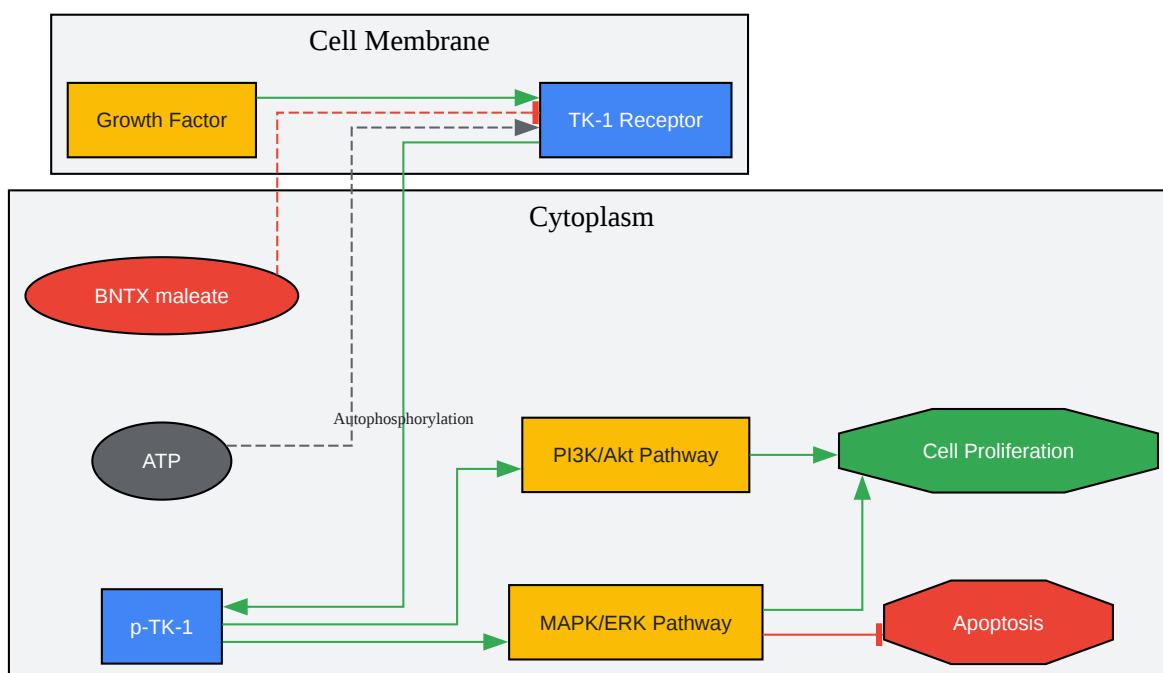 Cell Membrane
Growth Factor
TK-1 Receptor
Cytoplasm
BNTX maleate
Autophosphorylation
ATP
PI3K/Akt Pathway
Cell Proliferation
p-TK-1
MAPK/ERK Pathway
Apoptosis